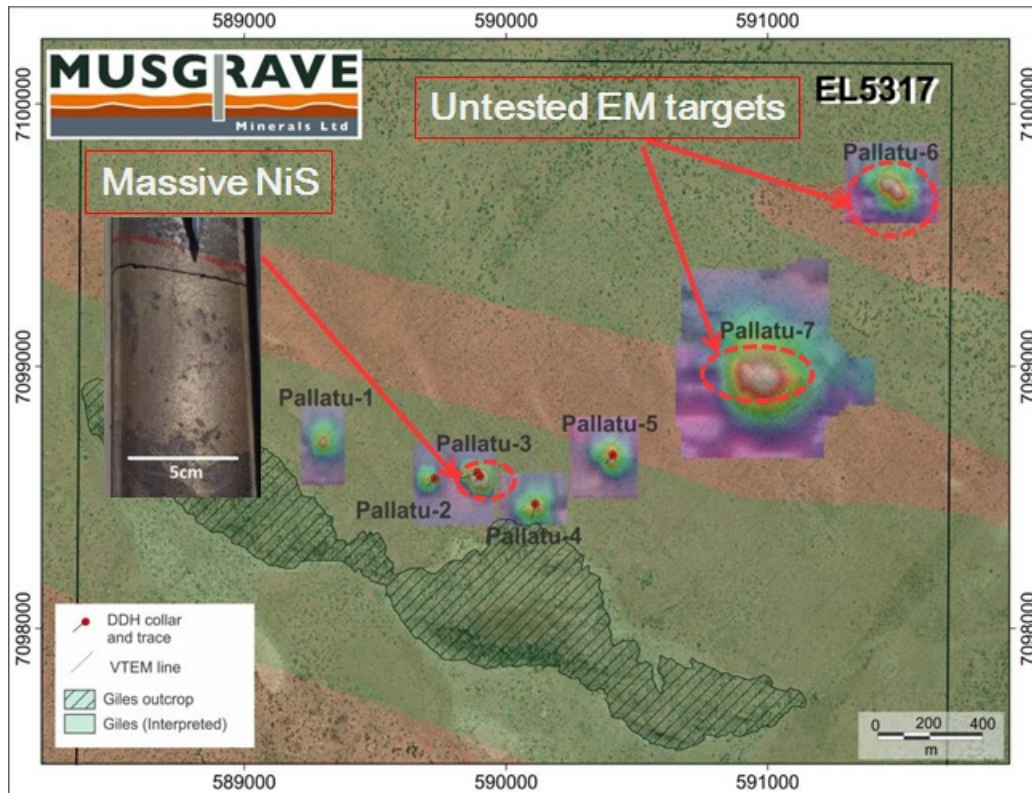 589000
590000
591000
7100000
7100000
MUSGRAVE
Minerals Ltd
Untested EM targets
EL5317
Massive NiS
Pallatu-6
Pallatu-7
7099000
7099000
Pallatu-1
Pallatu-5
Pallatu-3
5cm
Pallatu-2
Pallatu-4
7098000
7098000
DDH collar
and trace
VTEM line
Giles outcrop
Giles (Interpreted)
0 200 400
m
589000
590000
591000